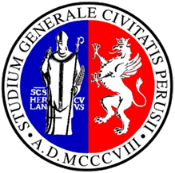 STUDIUM GENERALE CIVITATIS PERUSII
· A.D. MCCCVIII ·
SCS
HER CV
LAN VS